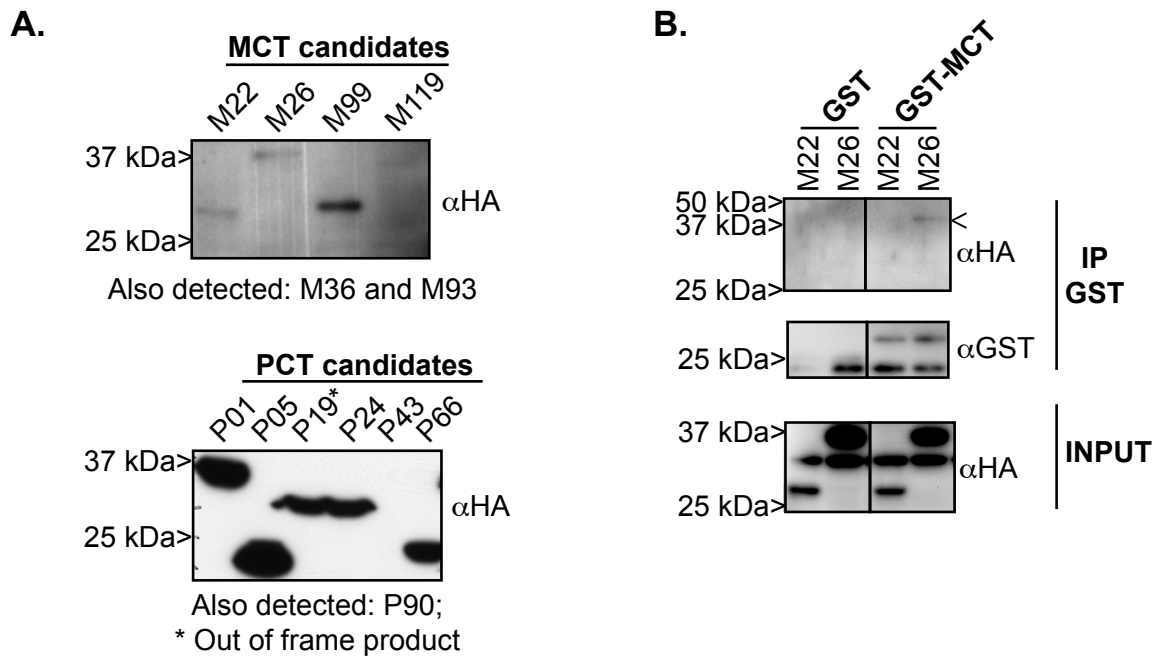 A.
MCT candidates
M22 M26 M99 M119
37 kDa>
αHA
25 kDa>
Also detected: M36 and M93
PCT candidates
P01 P05 P19* P24 P43 P66
37 kDa>
αHA
25 kDa>
Also detected: P90;
* Out of frame product
B.
GST GST-MCT
M22 M26 M22 M26
50 kDa>
37 kDa>
<
αHA
25 kDa>
IP
GST
αGST
25 kDa>
37 kDa>
αHA
25 kDa>
INPUT